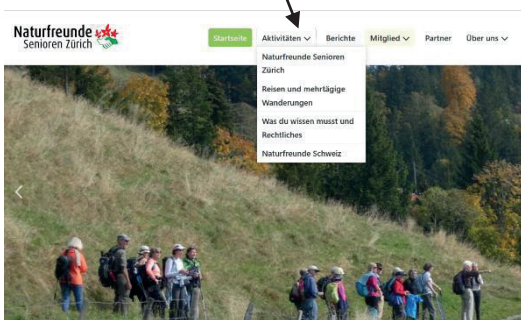 Naturfreunde
Senioren Zürich
Startseite Aktivitäten Berichte Mitglied Partner Über uns
Naturfreunde Senioren
Zürich
Reisen und mehrtägige
Wanderungen
Was du wissen musst und
Rechtliches
Naturfreunde Schweiz